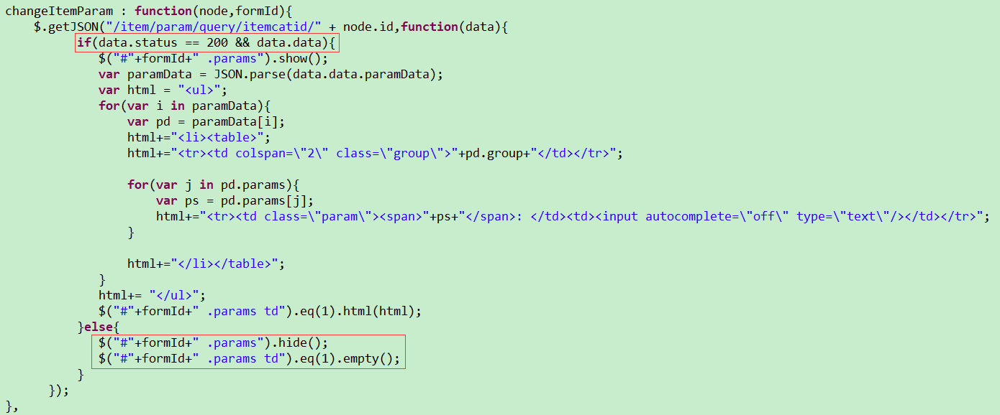 changeItemParam : function(node,formId){
$.getJSON("/item/param/query/itemcatid/" + node.id,function(data){
if(data.status == 200 && data.data){
$("#"+formId+" .params").show();
var paramData = JSON.parse(data.data.paramData);
var html = "<ul>";
for(var i in paramData){
var pd = paramData[i];
html+="<li><table>";
html+="<tr><td colspan=\"2\" class=\"group\">"+pd.group+"</td></tr>";
for(var j in pd.params){
var ps = pd.params[j];
html+="<tr><td class=\"param\"><span>"+ps+"</span>: </td><td><input autocomplete=\"off\" type=\"text\"/></td></tr>";
}
html+="</li></table>";
}
html+= "</ul>";
$("#"+formId+" .params td").eq(1).html(html);
}else{
$("#"+formId+" .params").hide();
$("#"+formId+" .params td").eq(1).empty();
}
});
},